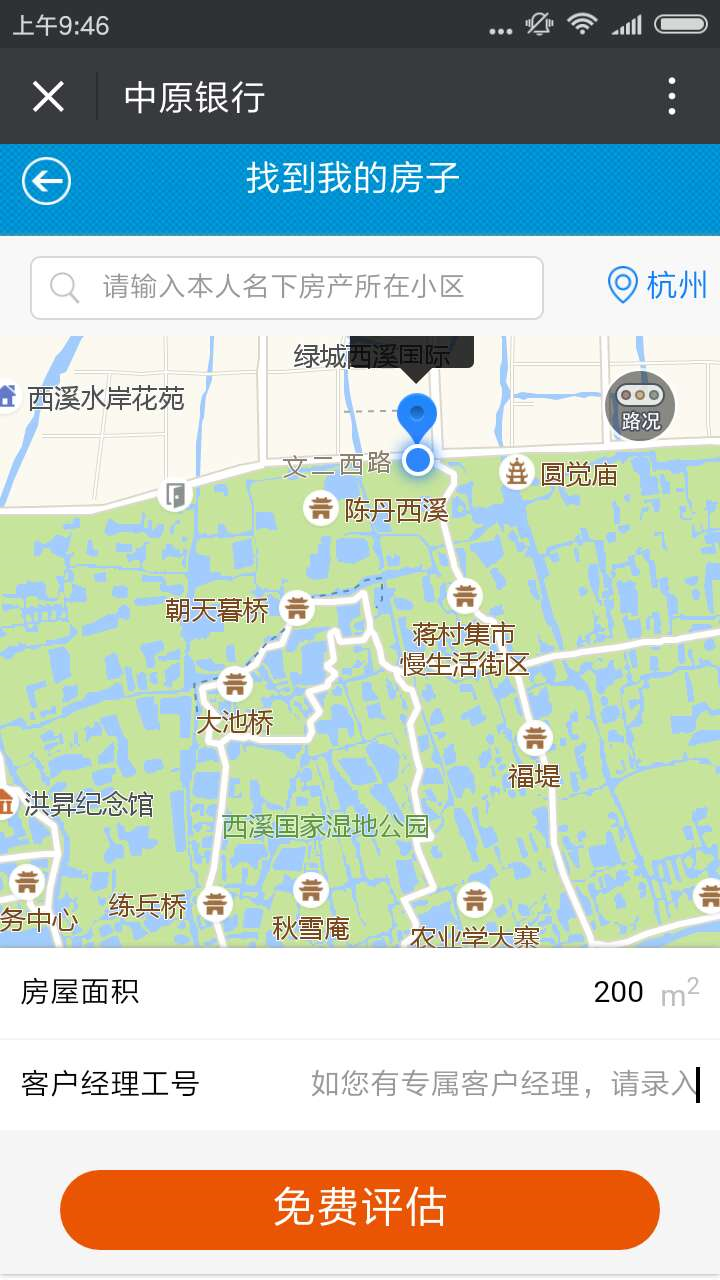 上午9:46
中原银行
找到我的房子
请输入本人名下房产所在小区
杭州
绿城西溪国际
西溪水岸花苑
路况
文二西路
圆觉庙
陈丹西溪
朝天暮桥
蒋村集市
慢生活街区
大池桥
福堤
洪昇纪念馆
西溪国家湿地公园
练兵桥
务中心
秋雪庵
农业学大寨
房屋面积
200 m²
客户经理工号
如您有专属客户经理，请录入
免费评估